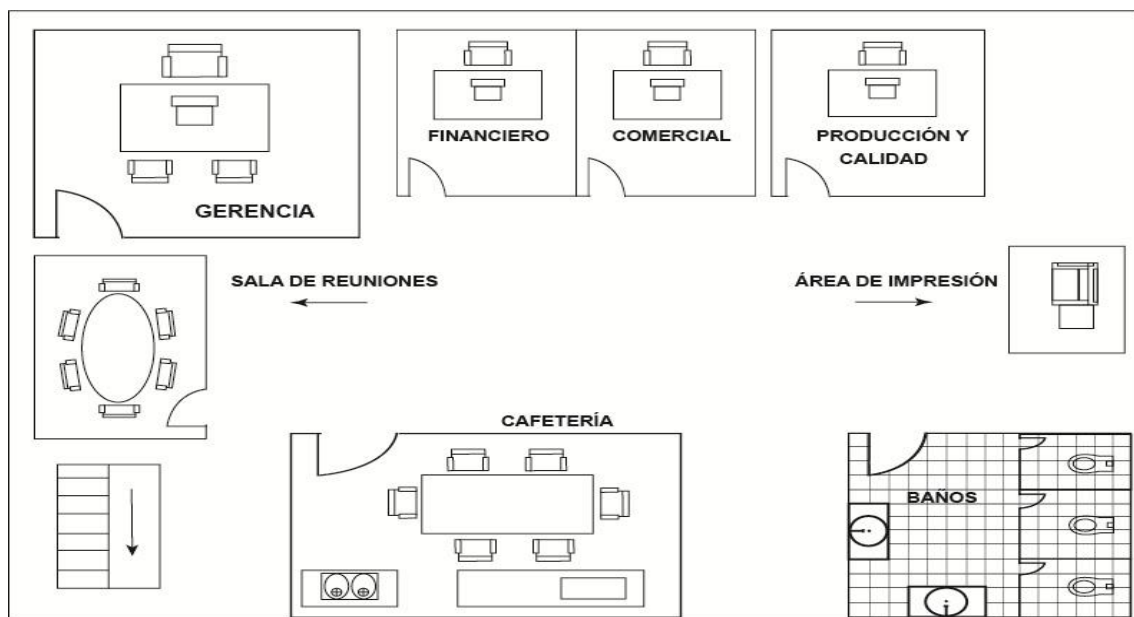 FINANCIERO
COMERCIAL
PRODUCCIÓN Y
CALIDAD
GERENCIA
SALA DE REUNIONES
ÁREA DE IMPRESIÓN
CAFETERÍA
BAÑOS